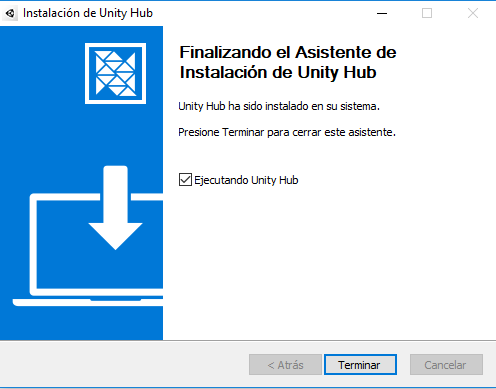 Instalación de Unity Hub
Finalizando el Asistente de
Instalación de Unity Hub
Unity Hub ha sido instalado en su sistema.
Presione Terminar para cerrar este asistente.
Ejecutando Unity Hub
< Atrás
Terminar
Cancelar